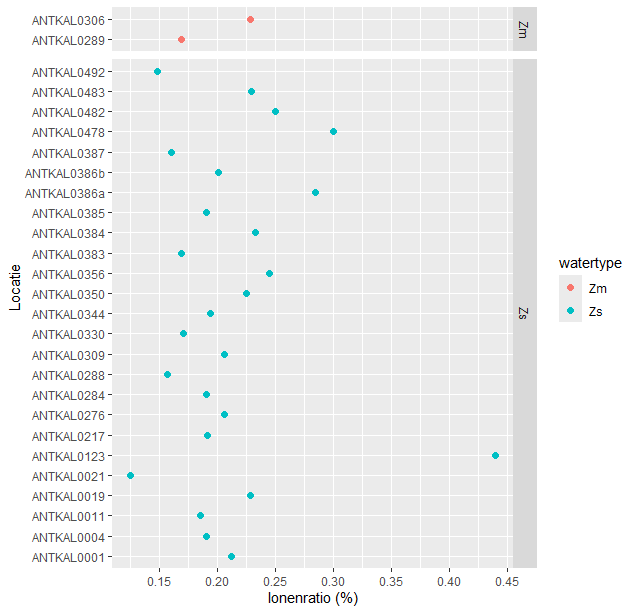 ANTKAL0306
ANTKAL0289
Zm
ANTKAL0492
ANTKAL0483
ANTKAL0482
ANTKAL0478
ANTKAL0387
ANTKAL0386b
ANTKAL0386a
ANTKAL0385
ANTKAL0384
ANTKAL0383
ANTKAL0356
ANTKAL0350
ANTKAL0344
ANTKAL0330
ANTKAL0309
ANTKAL0288
ANTKAL0284
ANTKAL0276
ANTKAL0217
ANTKAL0123
ANTKAL0021
ANTKAL0019
ANTKAL0011
ANTKAL0004
ANTKAL0001
Zs
Locatie
0.15 0.20 0.25 0.30 0.35 0.40 0.45
Ionenratio (%)
watertype
Zm
Zs